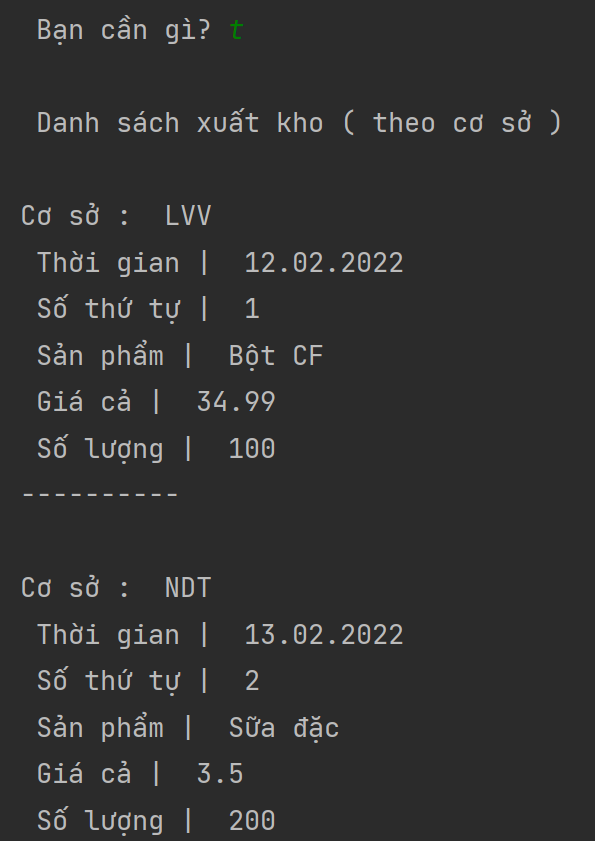 Bạn cần gì? t
Danh sách xuất kho ( theo cơ sở )
Cơ sở :  LVV
Thời gian |  12.02.2022
Số thứ tự |  1
Sản phẩm |  Bột CF
Giá cả |  34.99
Số lượng |  100
----------
Cơ sở :  NDT
Thời gian |  13.02.2022
Số thứ tự |  2
Sản phẩm |  Sữa đặc
Giá cả |  3.5
Số lượng |  200